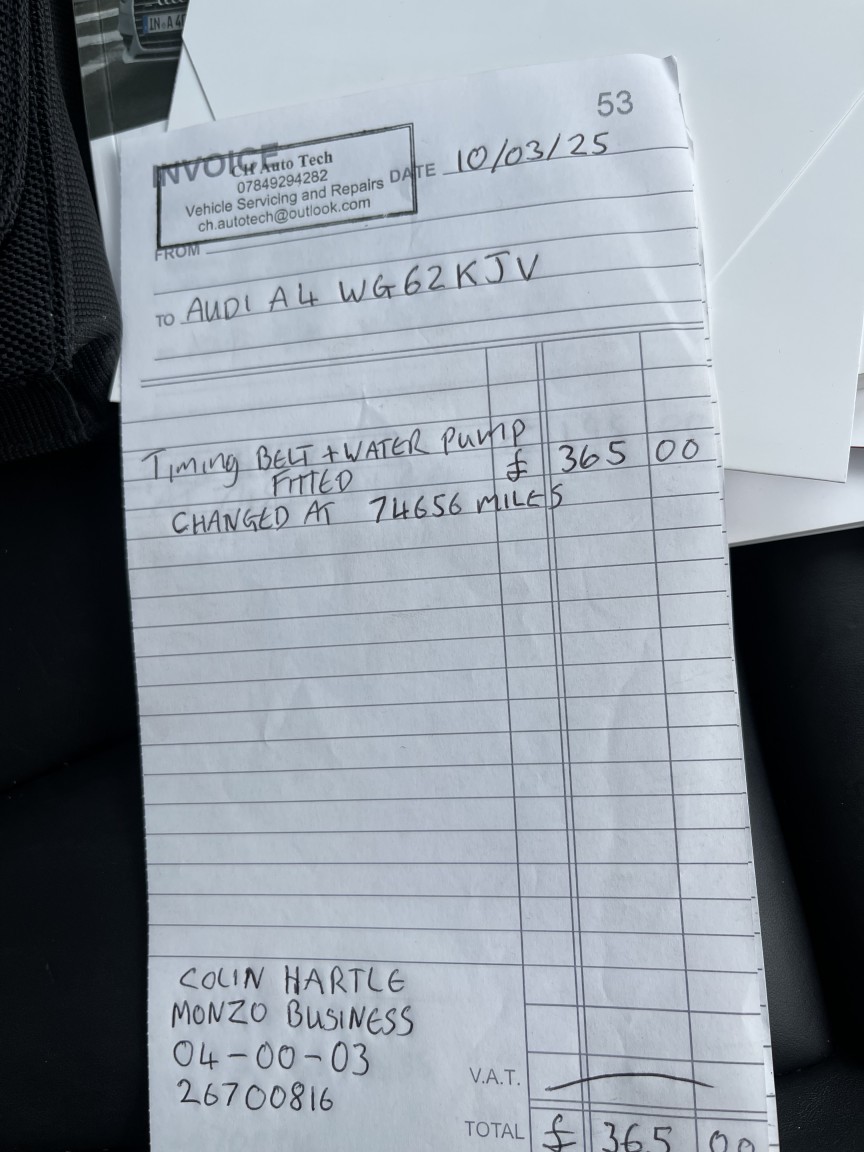 53
INVOICE
CH Auto Tech
07849294282
Vehicle Servicing and Repairs
ch.autotech@outlook.com
DATE 10/03/25
FROM
TO AUDI A4 WG62KJV
Timing BELT + WATER Pump
FITTED
£ 365 00
CHANGED AT 74656 MILES
COLIN HARTLE
MONZO BUSINESS
04-00-03
26700816
V.A.T.
TOTAL £ 365 00